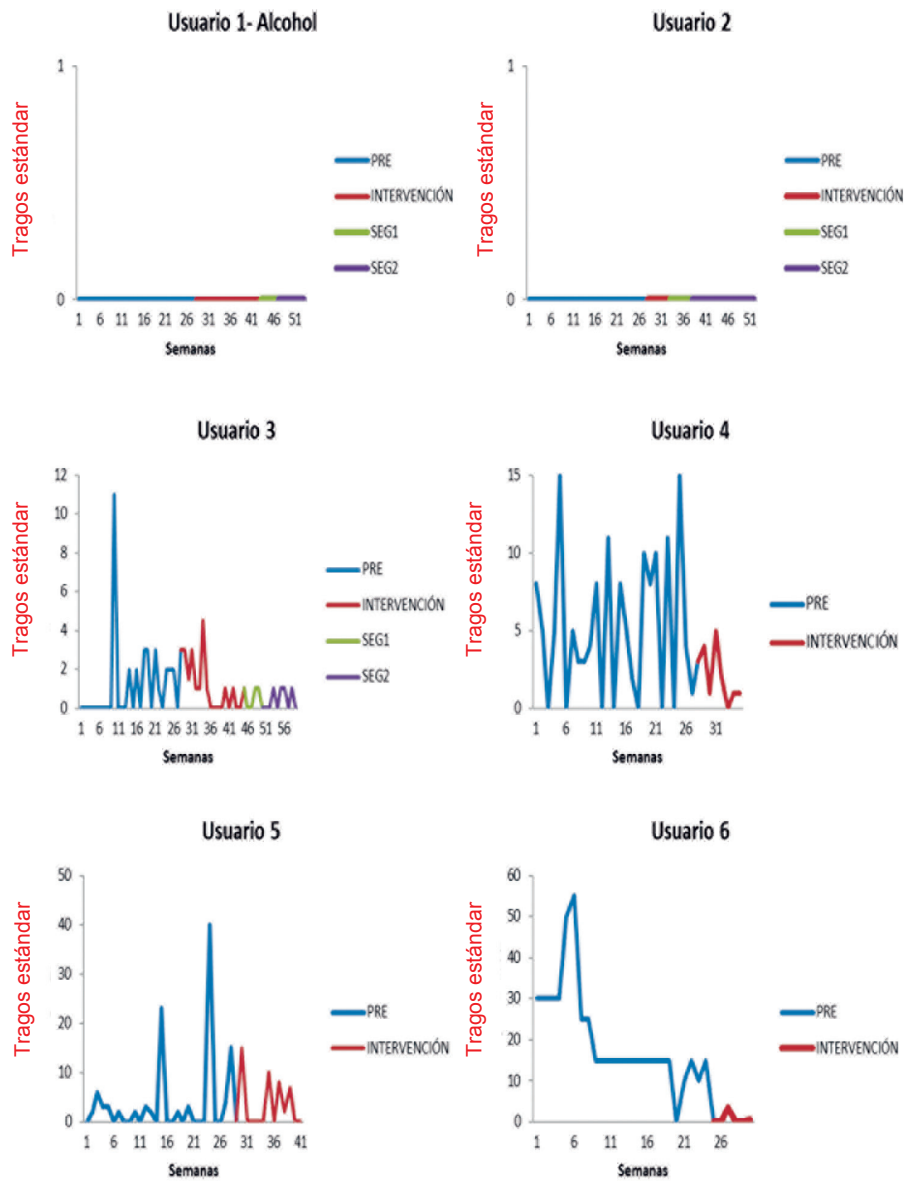 Usuario 1- Alcohol
Tragos estándar
1
0
1 6 11 16 21 26 31 36 41 46 51
Semanas
PRE
INTERVENCIÓN
SEG1
SEG2
Usuario 2
Tragos estándar
1
0
1 6 11 16 21 26 31 36 41 46 51
Semanas
PRE
INTERVENCIÓN
SEG1
SEG2
Usuario 3
Tragos estándar
12
10
8
6
4
2
0
1 6 11 16 21 26 31 36 41 46 51 56
Semanas
PRE
INTERVENCIÓN
SEG1
SEG2
Usuario 4
Tragos estándar
15
10
5
0
1 6 11 16 21 26 31
Semanas
PRE
INTERVENCIÓN
Usuario 5
Tragos estándar
50
40
30
20
10
0
1 6 11 16 21 26 31 36 41
Semanas
PRE
INTERVENCIÓN
Usuario 6
Tragos estándar
60
50
40
30
20
10
0
1 6 11 16 21 26
Semanas
PRE
INTERVENCIÓN